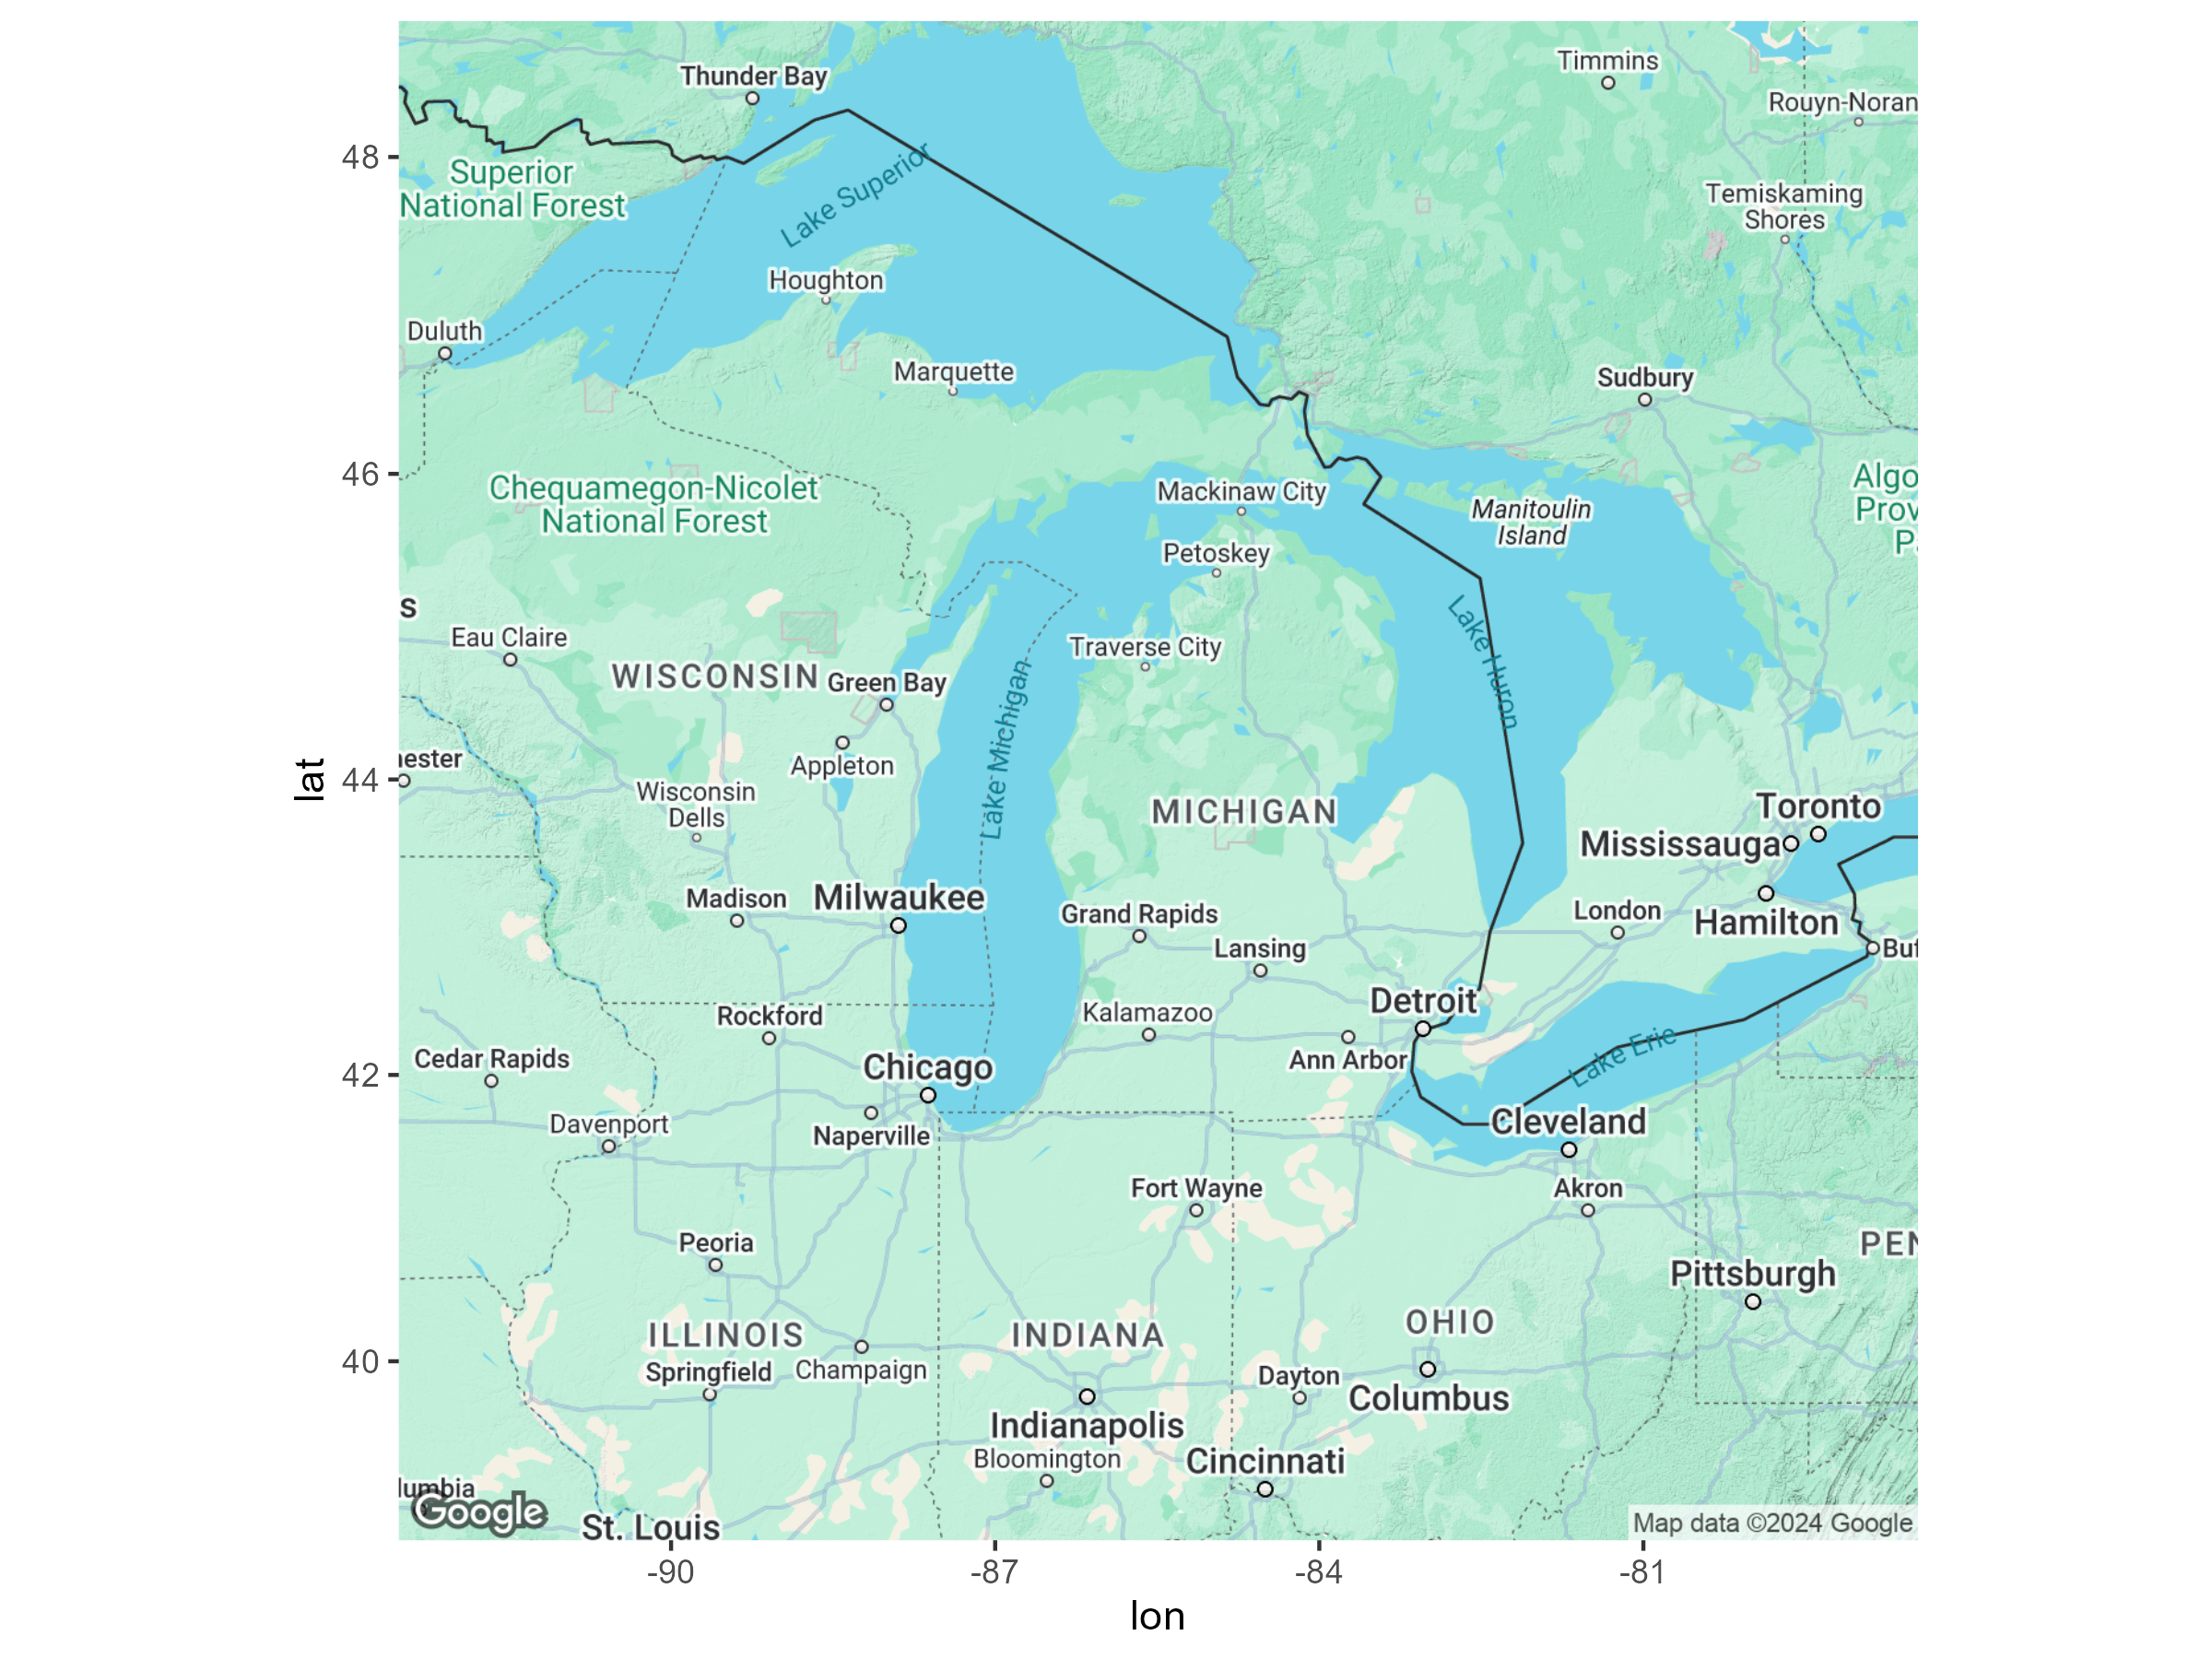 Timmins
Thunder Bay
Rouyn-Noran
48
Superior
National Forest
Lake Superior
Temiskaming
Shores
Houghton
Duluth
Marquette
Sudbury
46
Chequamegon-Nicolet
National Forest
Mackinaw City
Manitoulin
Island
Algo
Prov
Pa
Petoskey
s
Eau Claire
WISCONSIN
Green Bay
Traverse City
Lake Michigan
Lake Huron
nester
Appleton
44
Wisconsin
Dells
MICHIGAN
Toronto
Mississauga
Madison
Milwaukee
Grand Rapids
London
Hamilton
Lansing
Buf
Detroit
Rockford
Kalamazoo
Cedar Rapids
Chicago
Ann Arbor
Lake Erie
42
Davenport
Naperville
Cleveland
Fort Wayne
Akron
Peoria
PEN
Pittsburgh
ILLINOIS
INDIANA
OHIO
40
Springfield
Champaign
Dayton
Columbus
Indianapolis
Bloomington
Cincinnati
lumbia
Google
St. Louis
Map data ©2024 Google
-90
-87
-84
-81
lon
lat